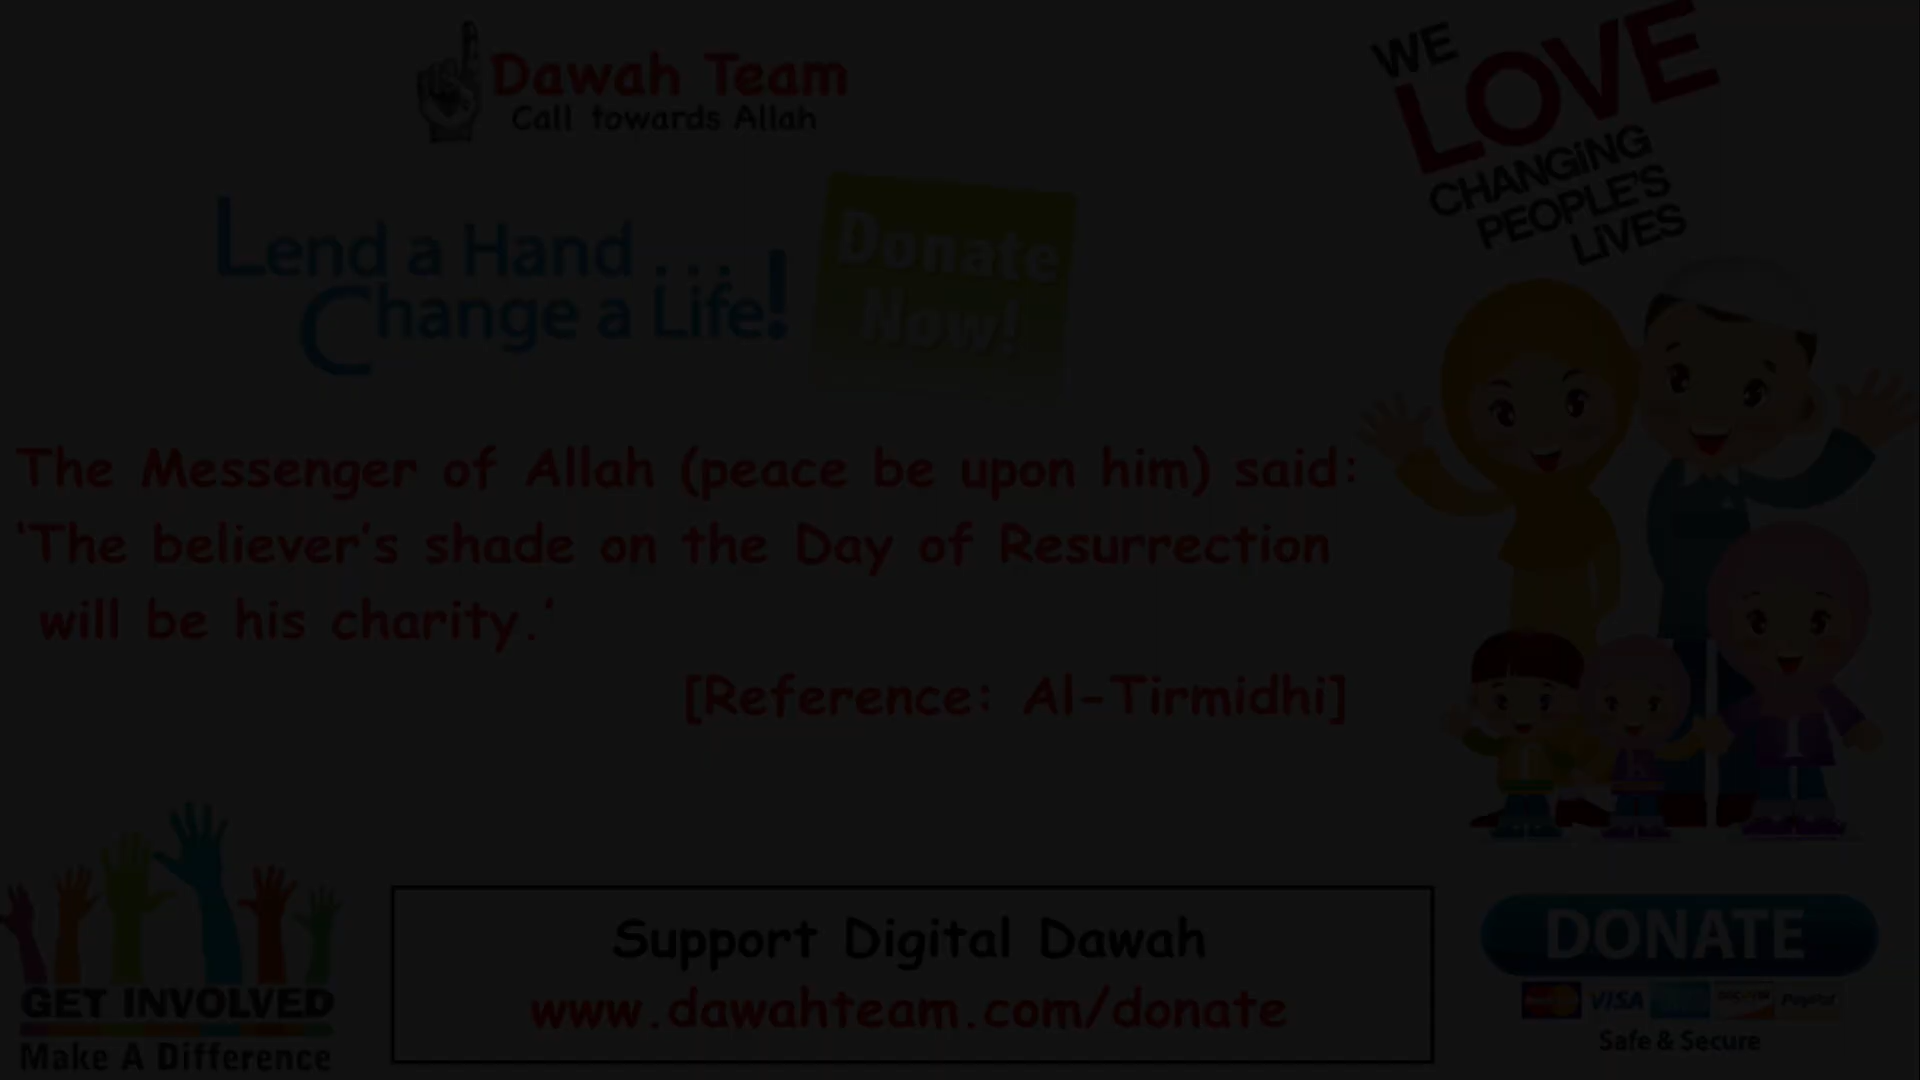 Dawah Team
Call towards Allah
WE
LOVE
CHANGiNG
PEOPLE'S
LIVES
Lend a Hand ...
Change a Life!
Donate
Now!
The Messenger of Allah (peace be upon him) said:
'The believer's shade on the Day of Resurrection
will be his charity.'
[Reference: Al-Tirmidhi]
GET INVOLVED
Make A Difference
Support Digital Dawah
www.dawahteam.com/donate
DONATE
VISA
DISCOVER
PayPal
Safe & Secure